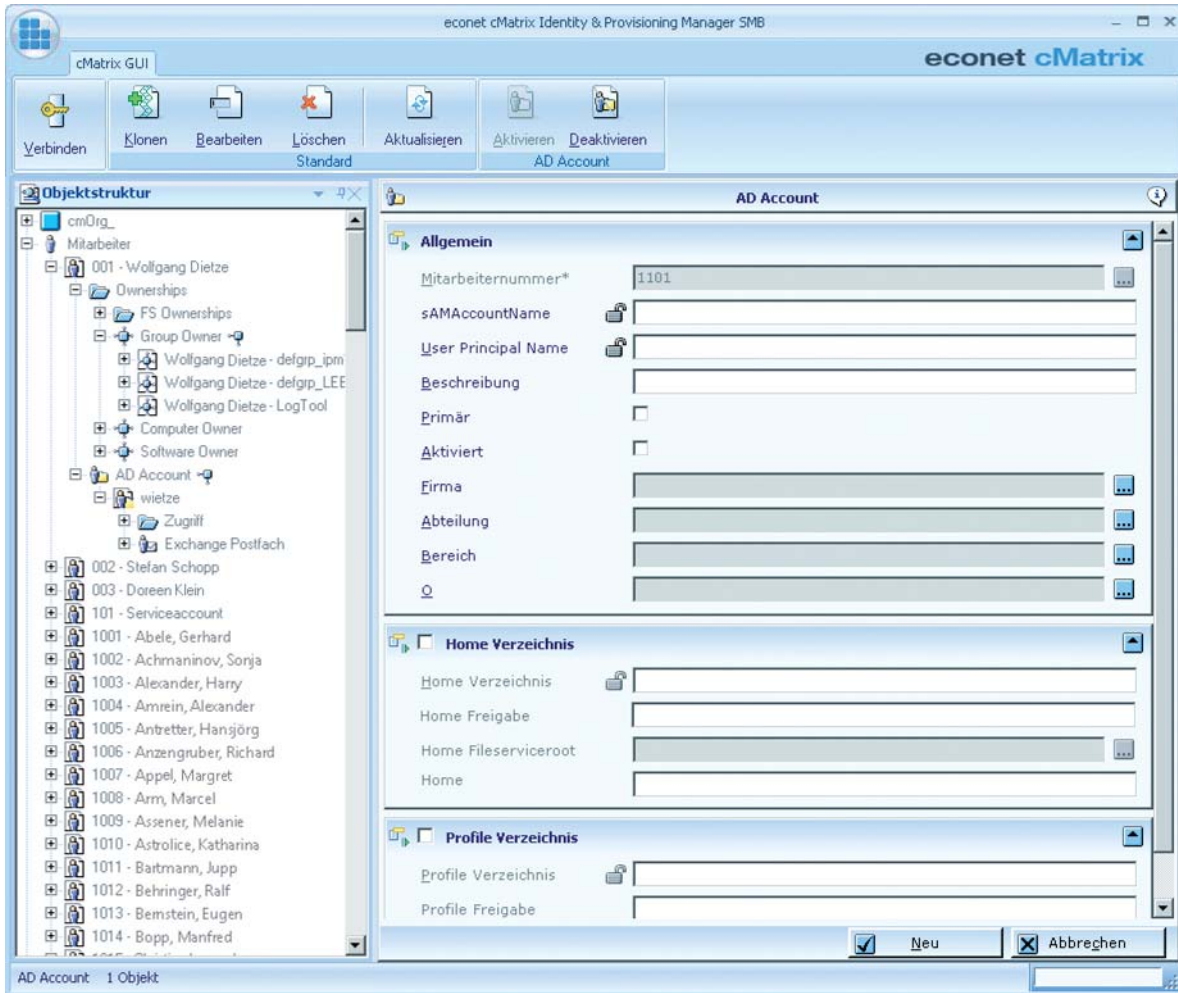 econet cMatrix Identity & Provisioning Manager SMB
cMatrix GUI
econet cMatrix
Verbinden
Klonen
Bearbeiten
Löschen
Aktualisieren
Aktivieren
Deaktivieren
Standard
AD Account
Objektstruktur
cmOrg_
Mitarbeiter
001 - Wolfgang Dietze
Ownerships
FS Ownerships
Group Owner
Wolfgang Dietze - defgrp_ipm
Wolfgang Dietze - defgrp_LEE
Wolfgang Dietze - LogTool
Computer Owner
Software Owner
AD Account
wietze
Zugriff
Exchange Postfach
002 - Stefan Schopp
003 - Doreen Klein
101 - Serviceaccount
1001 - Abele, Gerhard
1002 - Achmaninov, Sonja
1003 - Alexander, Harry
1004 - Amrein, Alexander
1005 - Antretter, Hansjörg
1006 - Anzengruber, Richard
1007 - Appel, Margret
1008 - Arm, Marcel
1009 - Assener, Melanie
1010 - Astrolice, Katharina
1011 - Bartmann, Jupp
1012 - Behringer, Ralf
1013 - Bernstein, Eugen
1014 - Bopp, Manfred
AD Account
Allgemein
Mitarbeiternummer* 1101
sAMAccountName
User Principal Name
Beschreibung
Primär
Aktiviert
Firma ...
Abteilung ...
Bereich ...
O ...
Home Verzeichnis
Home Verzeichnis
Home Freigabe
Home Fileserviceroot ...
Home
Profile Verzeichnis
Profile Verzeichnis
Profile Freigabe
Neu
Abbrechen
AD Account 1 Objekt